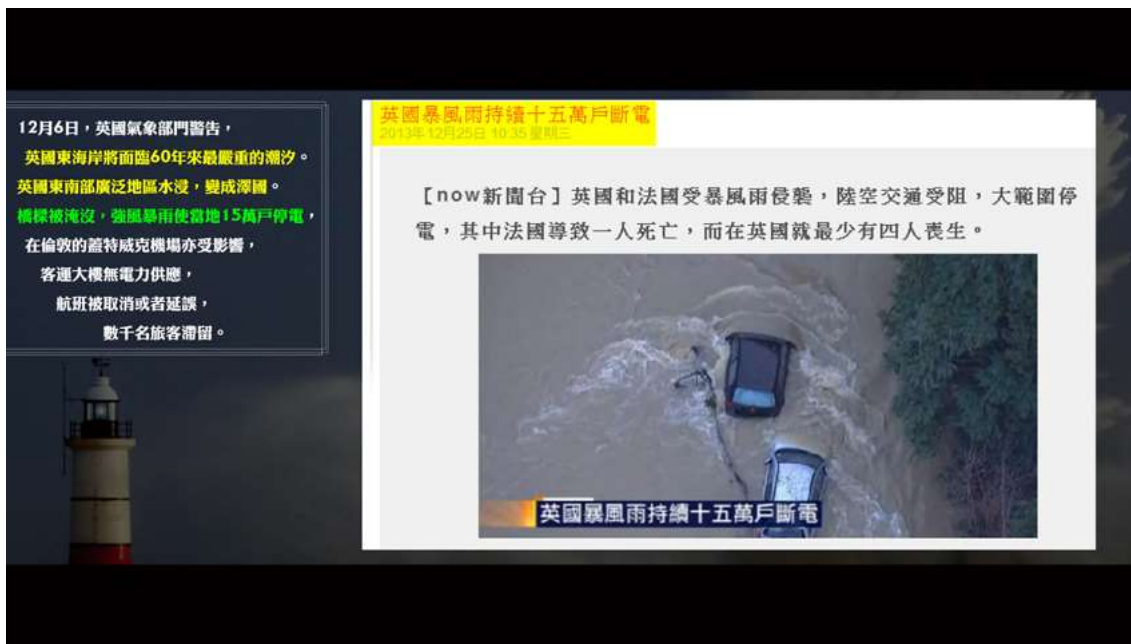 12月6日，英國氣象部門警告，
英國東海岸將面臨60年來最嚴重的潮汐。
英國東南部廣泛地區水浸，變成澤國。
橋樑被淹沒，強風暴雨使當地15萬戶停電，
在倫敦的蓋特威克機場亦受影響，
客運大樓無電力供應，
航班被取消或者延誤，
數千名旅客滯留。
英國暴風雨持續十五萬戶斷電
2013年12月25日 10:35 星期三
【now新聞台】英國和法國受暴風雨侵襲，陸空交通受阻，大範圍停
電，其中法國導致一人死亡，而在英國就最少有四人喪生。
英國暴風雨持續十五萬戶斷電